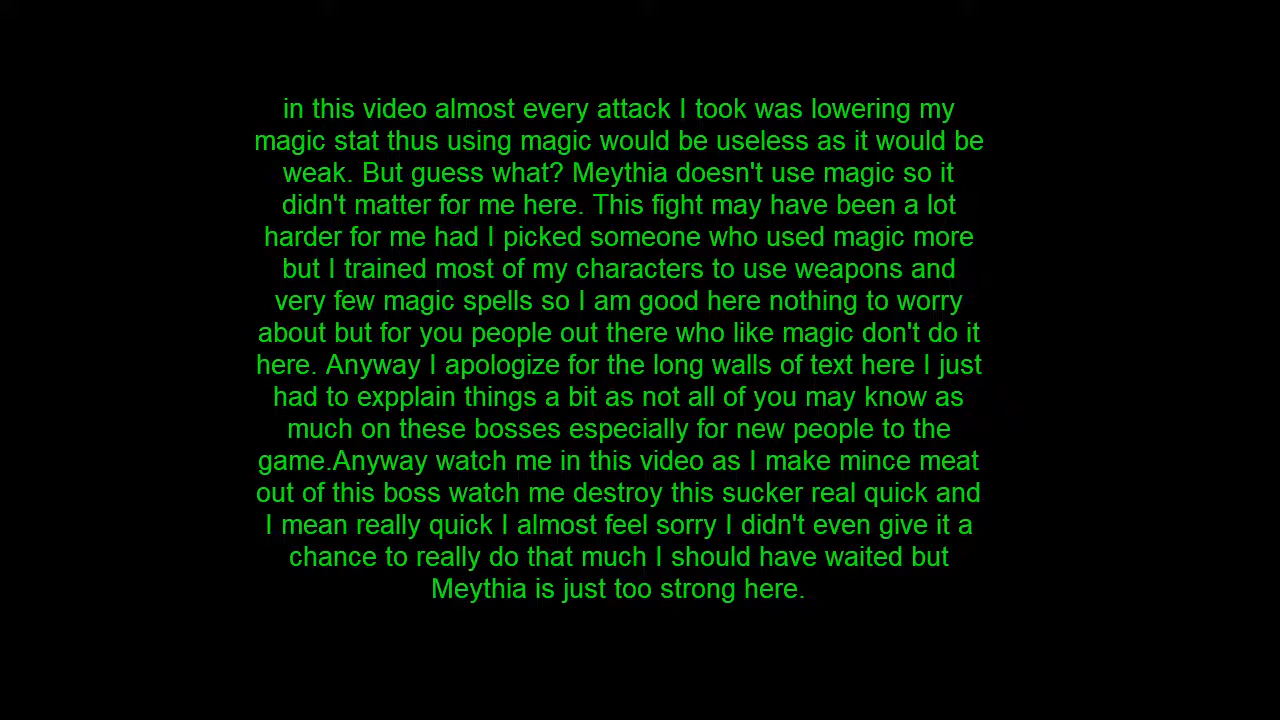 in this video almost every attack I took was lowering my
magic stat thus using magic would be useless as it would be
weak. But guess what? Meythia doesn't use magic so it
didn't matter for me here. This fight may have been a lot
harder for me had I picked someone who used magic more
but I trained most of my characters to use weapons and
very few magic spells so I am good here nothing to worry
about but for you people out there who like magic don't do it
here. Anyway I apologize for the long walls of text here I just
had to expplain things a bit as not all of you may know as
much on these bosses especially for new people to the
game.Anyway watch me in this video as I make mince meat
out of this boss watch me destroy this sucker real quick and
I mean really quick I almost feel sorry I didn't even give it a
chance to really do that much I should have waited but
Meythia is just too strong here.